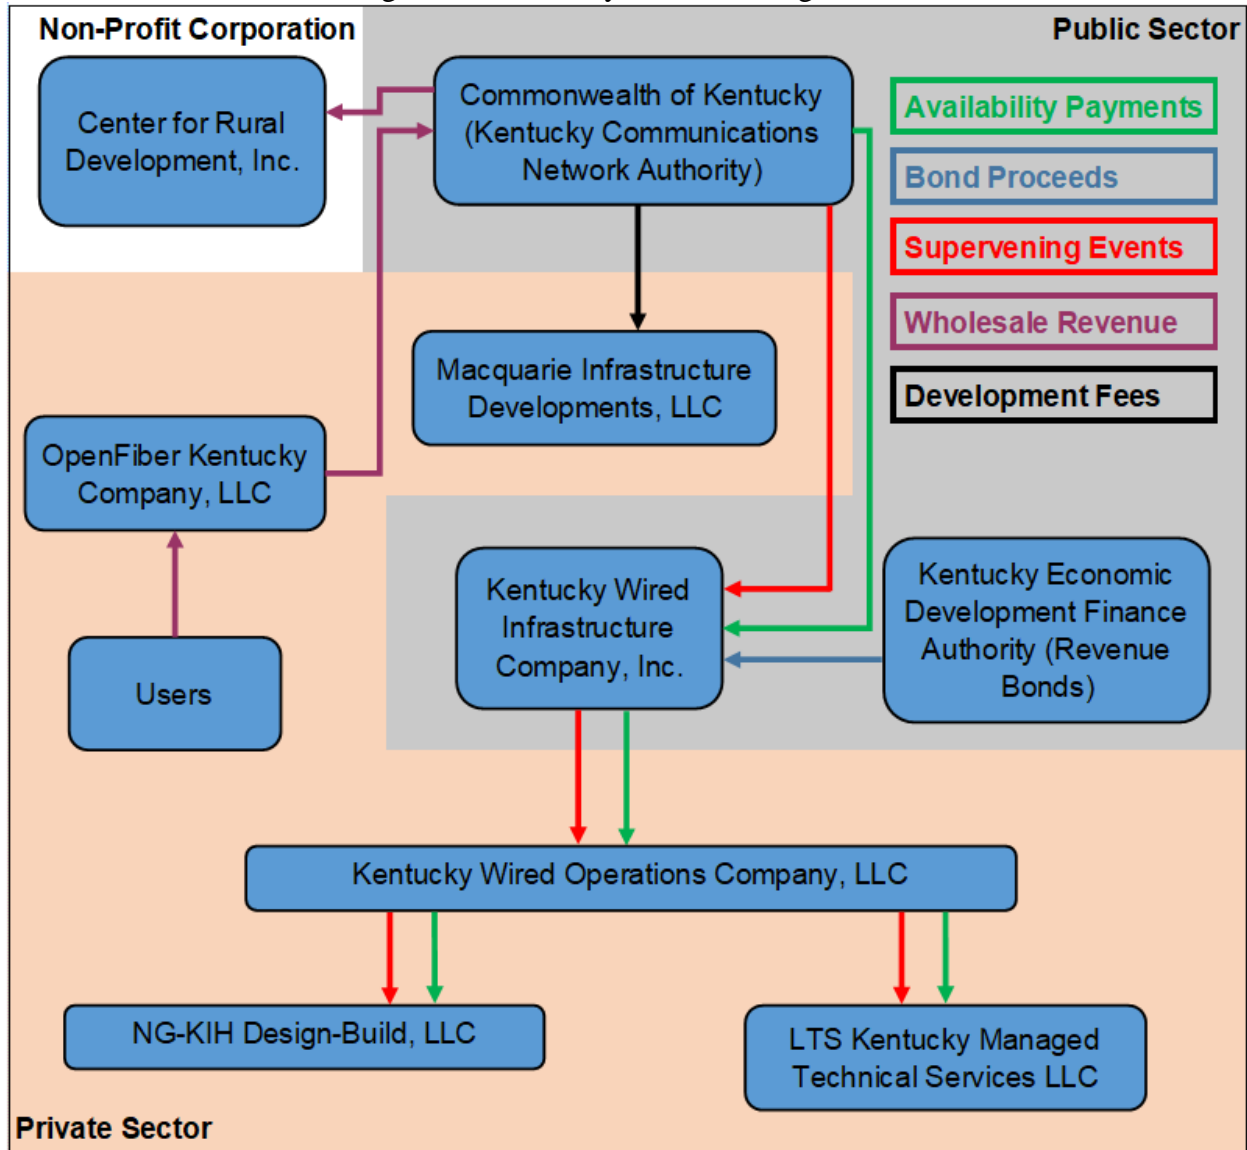 Non-Profit Corporation
Public Sector
Center for Rural
Development, Inc.
Commonwealth of Kentucky
(Kentucky Communications
Network Authority)
Availability Payments
Bond Proceeds
Supervening Events
Wholesale Revenue
Development Fees
Macquarie Infrastructure
Developments, LLC
OpenFiber Kentucky
Company, LLC
Users
Kentucky Wired
Infrastructure
Company, Inc.
Kentucky Economic
Development Finance
Authority (Revenue
Bonds)
Kentucky Wired Operations Company, LLC
NG-KIH Design-Build, LLC
LTS Kentucky Managed
Technical Services LLC
Private Sector